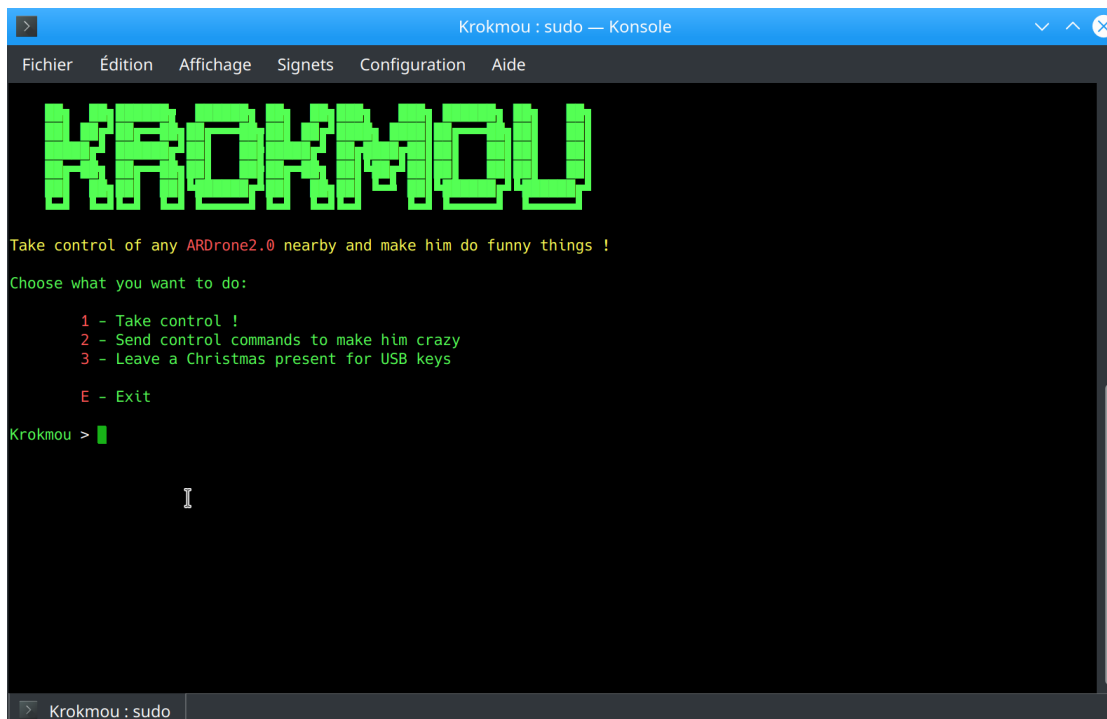 Krokmou : sudo — Konsole
Fichier Édition Affichage Signets Configuration Aide
KROKMOU
Take control of any ARDrone2.0 nearby and make him do funny things !
Choose what you want to do:
1 - Take control !
2 - Send control commands to make him crazy
3 - Leave a Christmas present for USB keys
E - Exit
Krokmou >
Krokmou : sudo